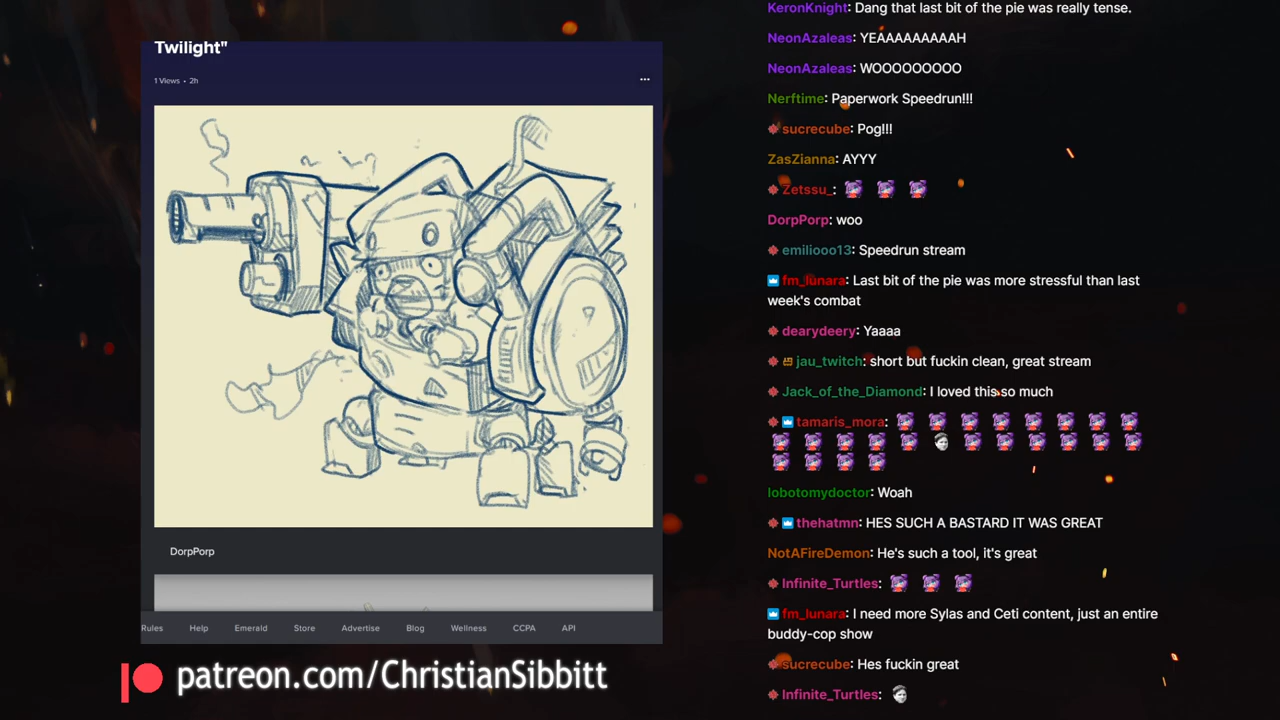 Twilight"
1 Views • 2h
DorpPorp
Rules Help Emerald Store Advertise Blog Wellness CCPA API
patreon.com/ChristianSibbitt
KeronKnight: Dang that last bit of the pie was really tense.
NeonAzaleas: YEAAAAAAAAH
NeonAzaleas: WOOOOOOOOO
Nerftime: Paperwork Speedrun!!!
sucrecube: Pog!!!
ZasZianna: AYYY
Zetssu_:
DorpPorp: woo
emiliooo13: Speedrun stream
fm_lunara: Last bit of the pie was more stressful than last
week's combat
dearydeery: Yaaaa
jau_twitch: short but fuckin clean, great stream
Jack_of_the_Diamond: I loved this so much
tamaris_mora:
lobotomydoctor: Woah
thehatmn: HES SUCH A BASTARD IT WAS GREAT
NotAFireDemon: He's such a tool, it's great
Infinite_Turtles:
fm_lunara: I need more Sylas and Ceti content, just an entire
buddy-cop show
sucrecube: Hes fuckin great
Infinite_Turtles: